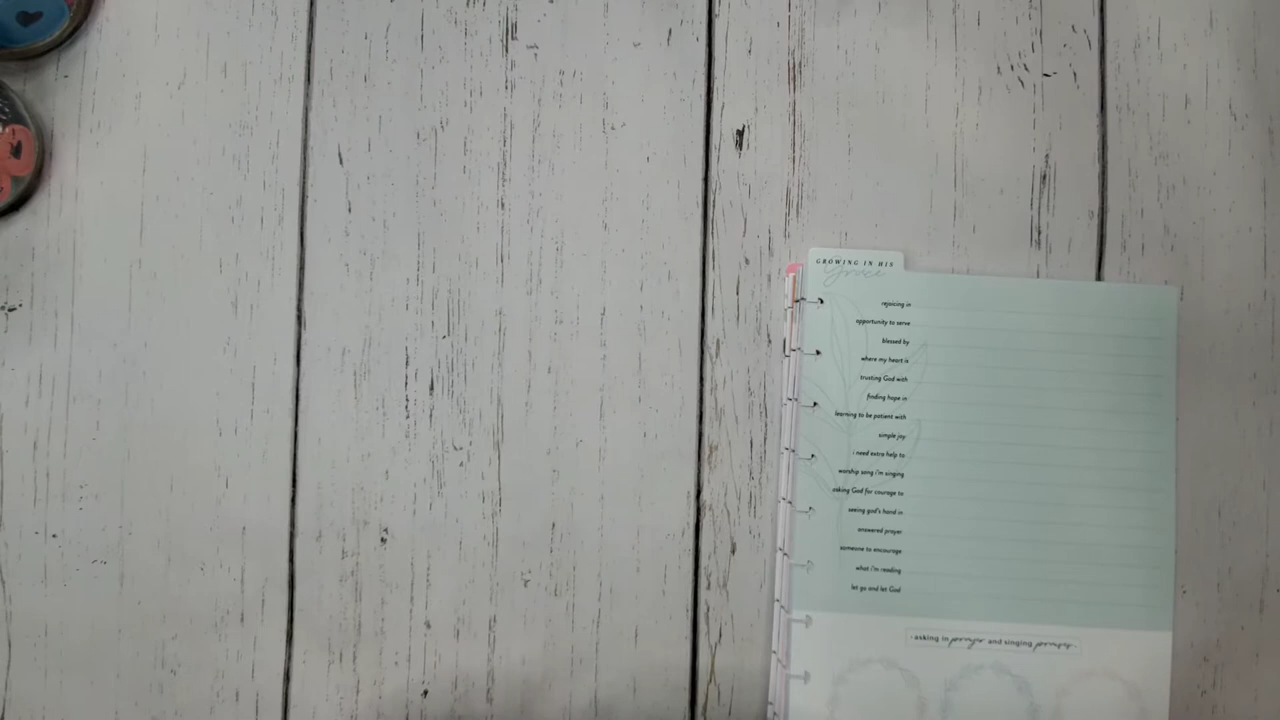 GROWING IN HIS
Grace
rejoicing in
opportunity to serve
blessed by
where my heart is
trusting God with
finding hope in
learning to be patient with
simple joy
i need extra help to
worship song i'm singing
asking God for courage to
seeing god's hand in
answered prayer
someone to encourage
what i'm reading
let go and let God
asking in prayer and singing praises